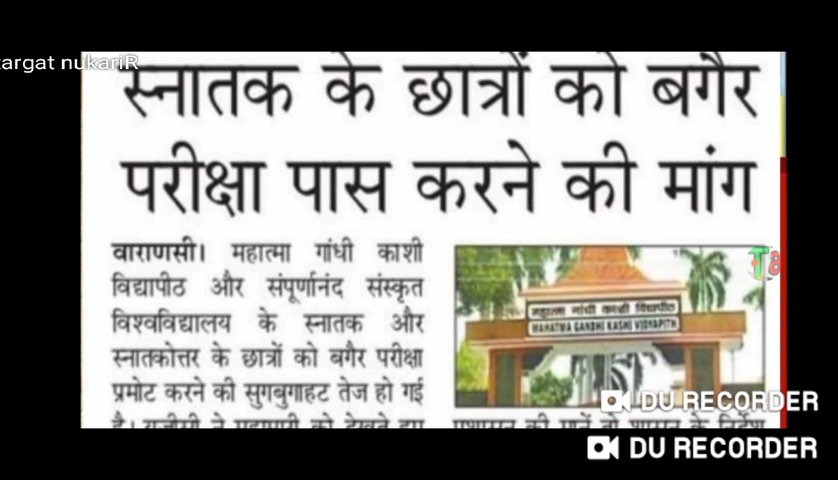 targat nukariR
स्नातक के छात्रों को बगैर
परीक्षा पास करने की मांग
वाराणसी। महात्मा गांधी काशी
विद्यापीठ और संपूर्णानंद संस्कृत
विश्वविद्यालय के स्नातक और
स्नातकोत्तर के छात्रों को बगैर परीक्षा
प्रमोट करने की सुगबुगाहट तेज हो गई
महात्मा गांधी काशी विद्यापीठ
MAHATMA GANDHI KASHI VIDYAPITH
DU RECORDER
DU RECORDER